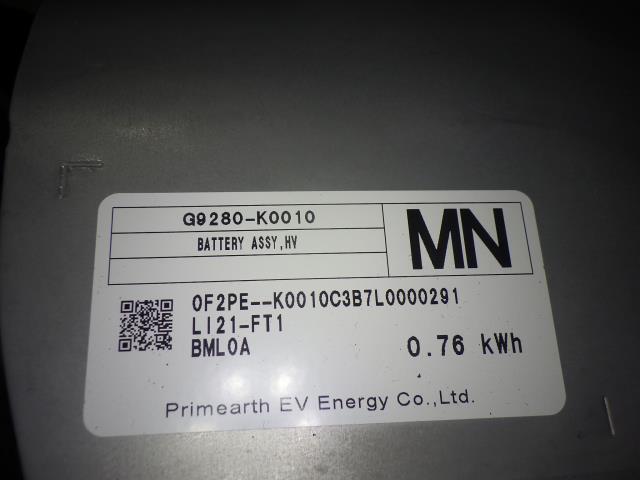 G9280-K0010
BATTERY ASSY,HV
MN
0F2PE--K0010C3B7L0000291
LI21-FT1
BML0A
0.76 kWh
Primearth EV Energy Co.,Ltd.